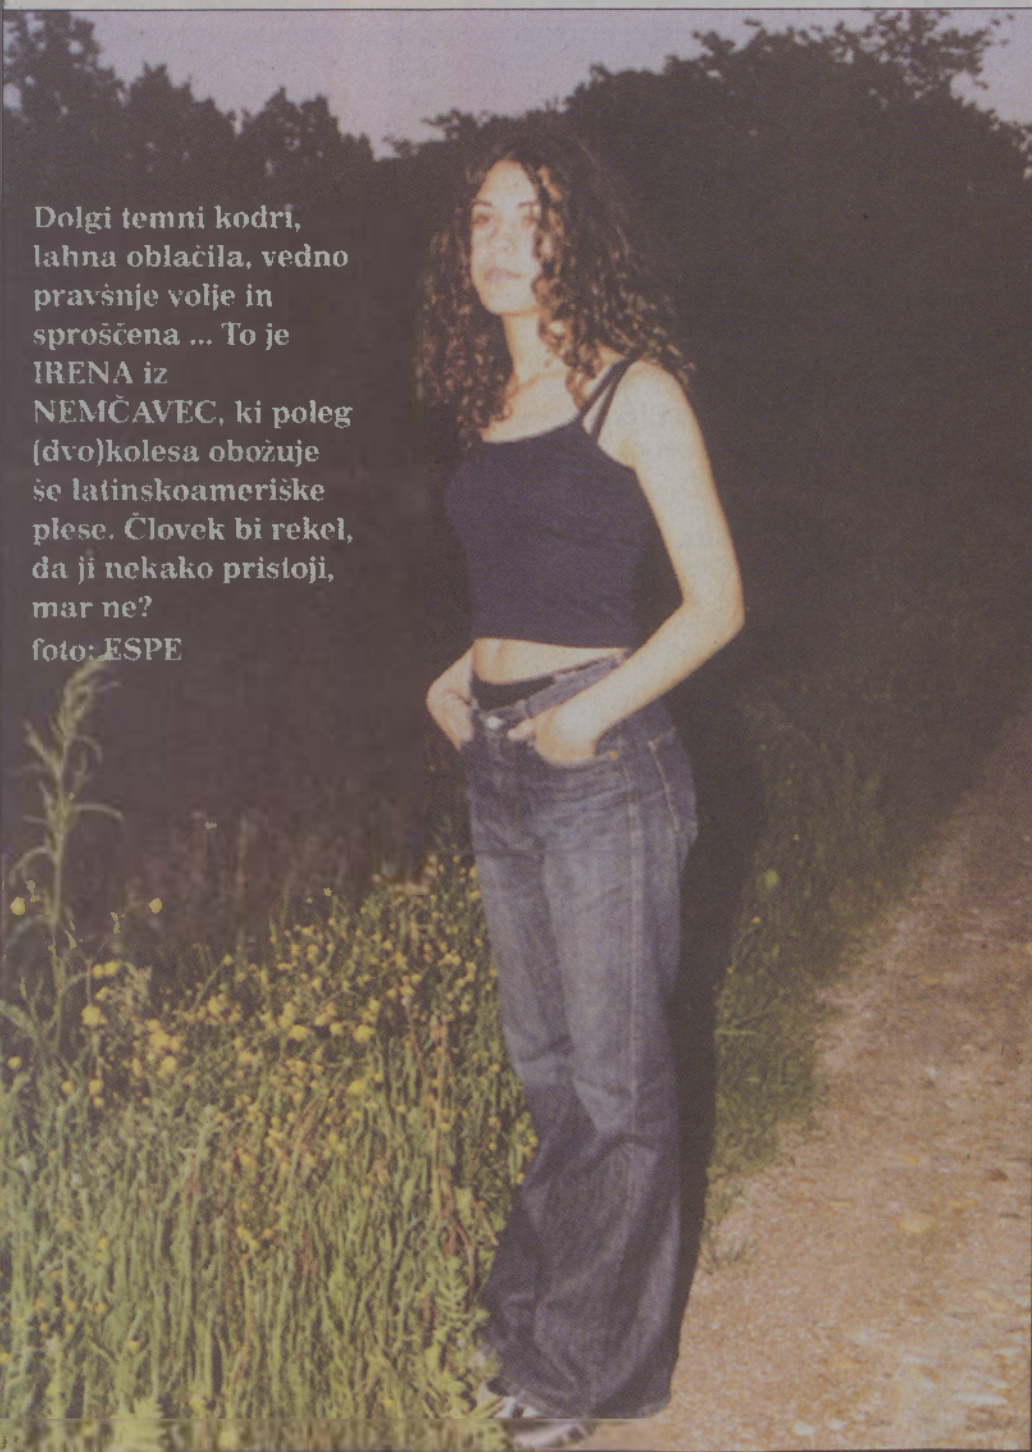 Dolgi temni kodri,
lahna oblačila, vedno
pravšnje volje in
sproščena ... To je
IRENA iz
NEMČAVEC, ki poleg
(dvo)kolesa obožuje
še latinskoameriške
plese. Človek bi rekel,
da ji nekako pristoji,
mar ne?
foto: ESPE